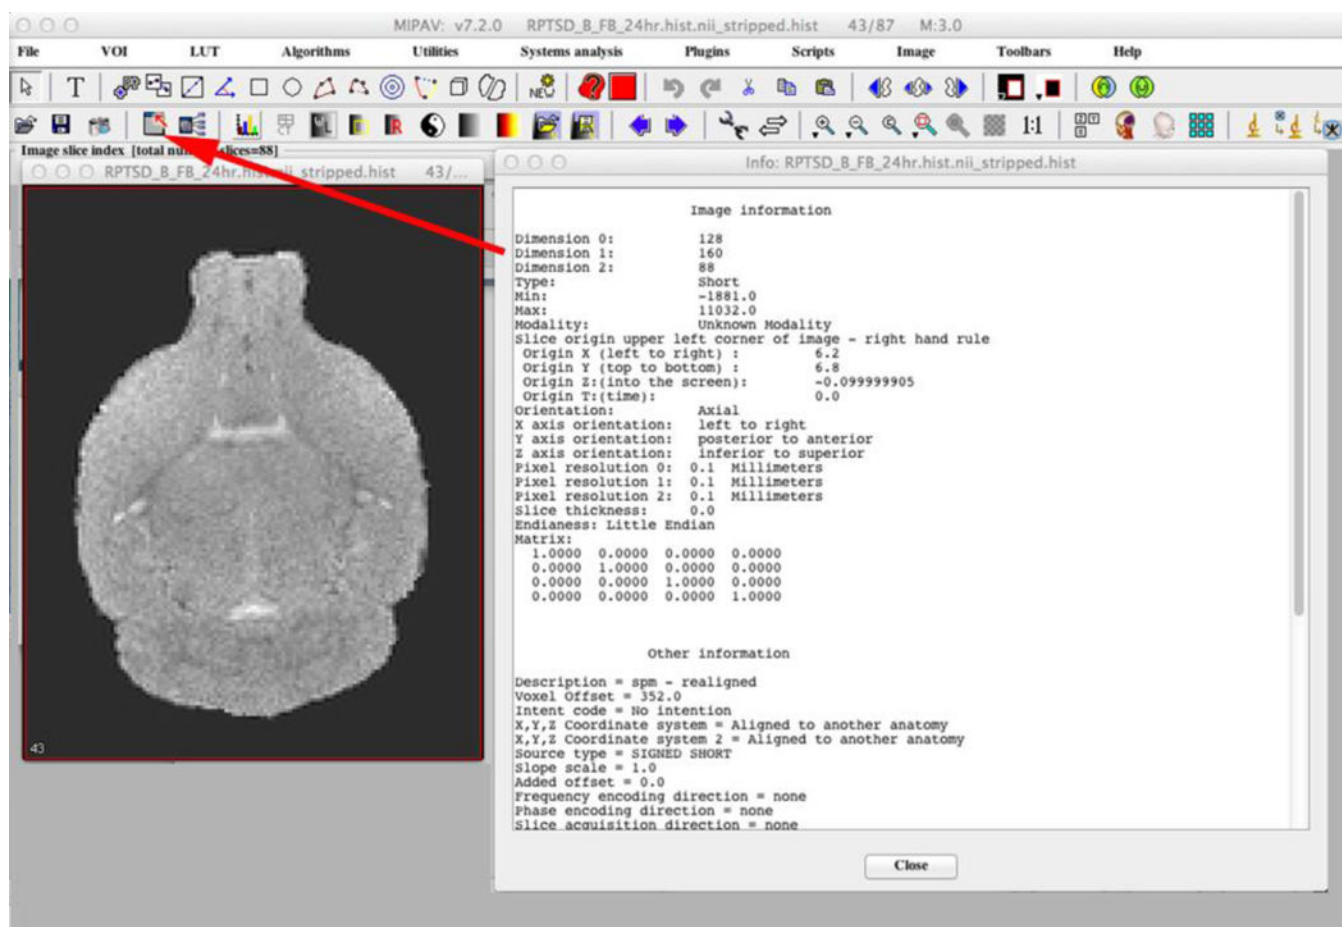 MIPAV: v7.2.0 RPTSD_B_FB_24hr.hist.nii_stripped.hist 43/87 M:3.0
File VOI LUT Algorithms Utilities Systems analysis Plugins Scripts Image Toolbars Help
T NEW ?
R 1:1
Image slice index [total slices=88]
RPTSD_B_FB_24hr. stripped.hist 43/...
Info: RPTSD_B_FB_24hr.hist.nii_stripped.hist
Image information
Dimension 0: 128
Dimension 1: 160
Dimension 2: 88
Type: Short
Min: -1881.0
Max: 11032.0
Modality: Unknown Modality
Slice origin upper left corner of image - right hand rule
Origin X (left to right) : 6.2
Origin Y (top to bottom) : 6.8
Origin Z:(into the screen): -0.099999905
Origin T:(time): 0.0
Orientation: Axial
X axis orientation: left to right
Y axis orientation: posterior to anterior
Z axis orientation: inferior to superior
Pixel resolution 0: 0.1 Millimeters
Pixel resolution 1: 0.1 Millimeters
Pixel resolution 2: 0.1 Millimeters
Slice thickness: 0.0
Endianess: Little Endian
Matrix:
1.0000 0.0000 0.0000 0.0000
0.0000 1.0000 0.0000 0.0000
0.0000 0.0000 1.0000 0.0000
0.0000 0.0000 0.0000 1.0000
Other information
Description = spm - realigned
Voxel Offset = 352.0
Intent code = No intention
X,Y,Z Coordinate system = Aligned to another anatomy
X,Y,Z Coordinate system 2 = Aligned to another anatomy
Source type = SIGNED SHORT
Slope scale = 1.0
Added offset = 0.0
Frequency encoding direction = none
Phase encoding direction = none
Slice acquisition direction = none
43
Close